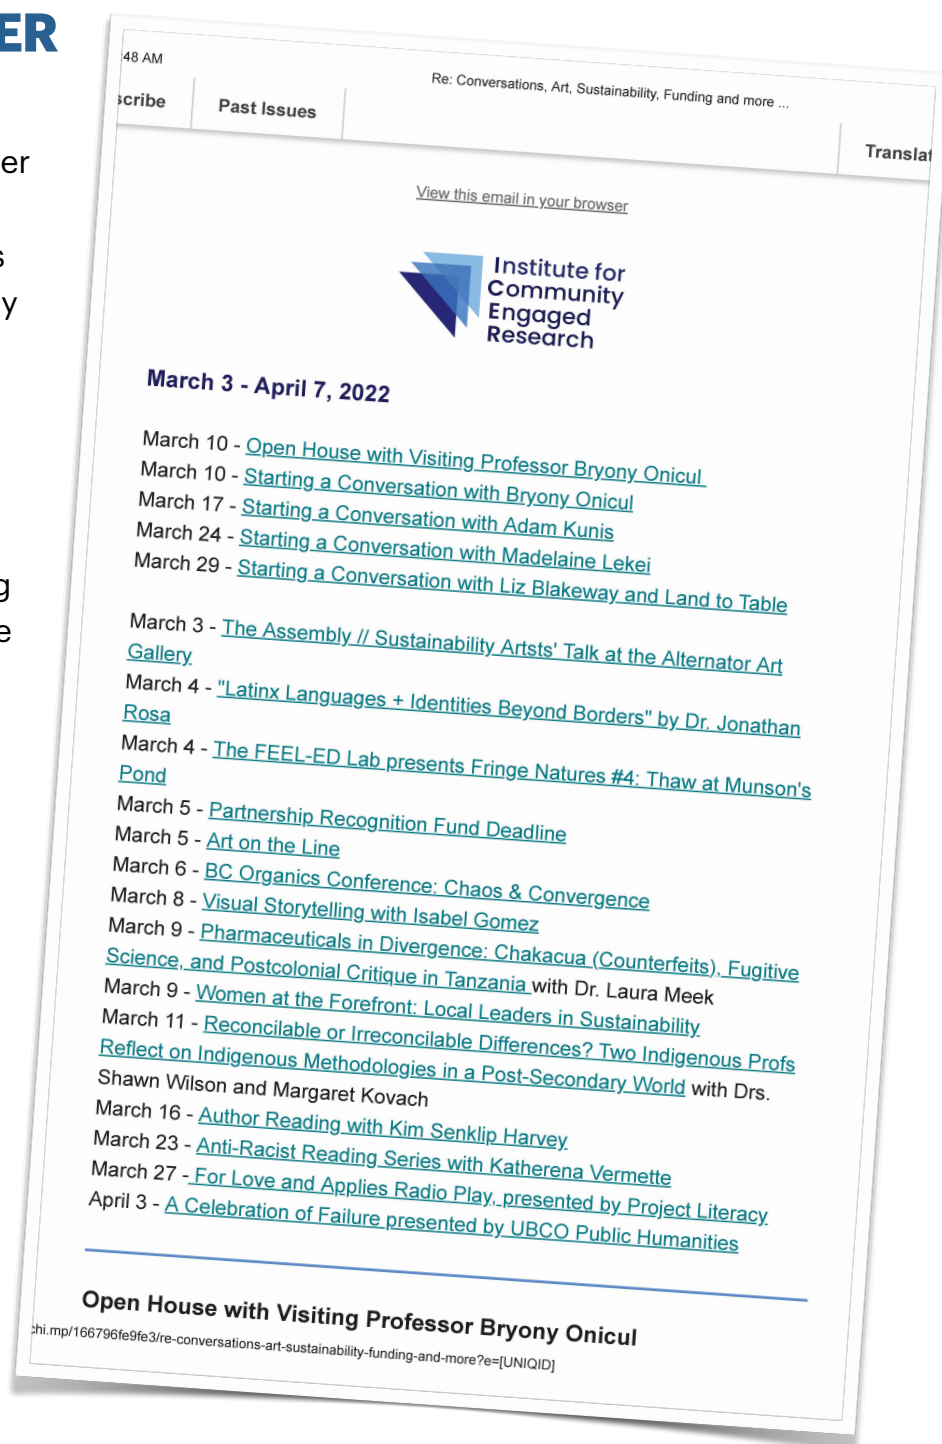 ER
er
s
y
g
e
:48 AM
Re: Conversations, Art, Sustainability, Funding and more ...
scribe
Past Issues
Translat
View this email in your browser
Institute for
Community
Engaged
Research
March 3 - April 7, 2022
March 10 - Open House with Visiting Professor Bryony Onicul
March 10 - Starting a Conversation with Bryony Onicul
March 17 - Starting a Conversation with Adam Kunis
March 24 - Starting a Conversation with Madelaine Lekei
March 29 - Starting a Conversation with Liz Blakeway and Land to Table
March 3 - The Assembly // Sustainability Artsts' Talk at the Alternator Art
Gallery
March 4 - "Latinx Languages + Identities Beyond Borders" by Dr. Jonathan
Rosa
March 4 - The FEEL-ED Lab presents Fringe Natures #4: Thaw at Munson's
Pond
March 5 - Partnership Recognition Fund Deadline
March 5 - Art on the Line
March 6 - BC Organics Conference: Chaos & Convergence
March 8 - Visual Storytelling with Isabel Gomez
March 9 - Pharmaceuticals in Divergence: Chakacua (Counterfeits), Fugitive
Science, and Postcolonial Critique in Tanzania with Dr. Laura Meek
March 9 - Women at the Forefront: Local Leaders in Sustainability
March 11 - Reconcilable or Irreconcilable Differences? Two Indigenous Profs
Reflect on Indigenous Methodologies in a Post-Secondary World with Drs.
Shawn Wilson and Margaret Kovach
March 16 - Author Reading with Kim Senklip Harvey
March 23 - Anti-Racist Reading Series with Katherena Vermette
March 27 - For Love and Applies Radio Play, presented by Project Literacy
April 3 - A Celebration of Failure presented by UBCO Public Humanities
Open House with Visiting Professor Bryony Onicul
chi.mp/166796fe9fe3/re-conversations-art-sustainability-funding-and-more?e=[UNIQID]